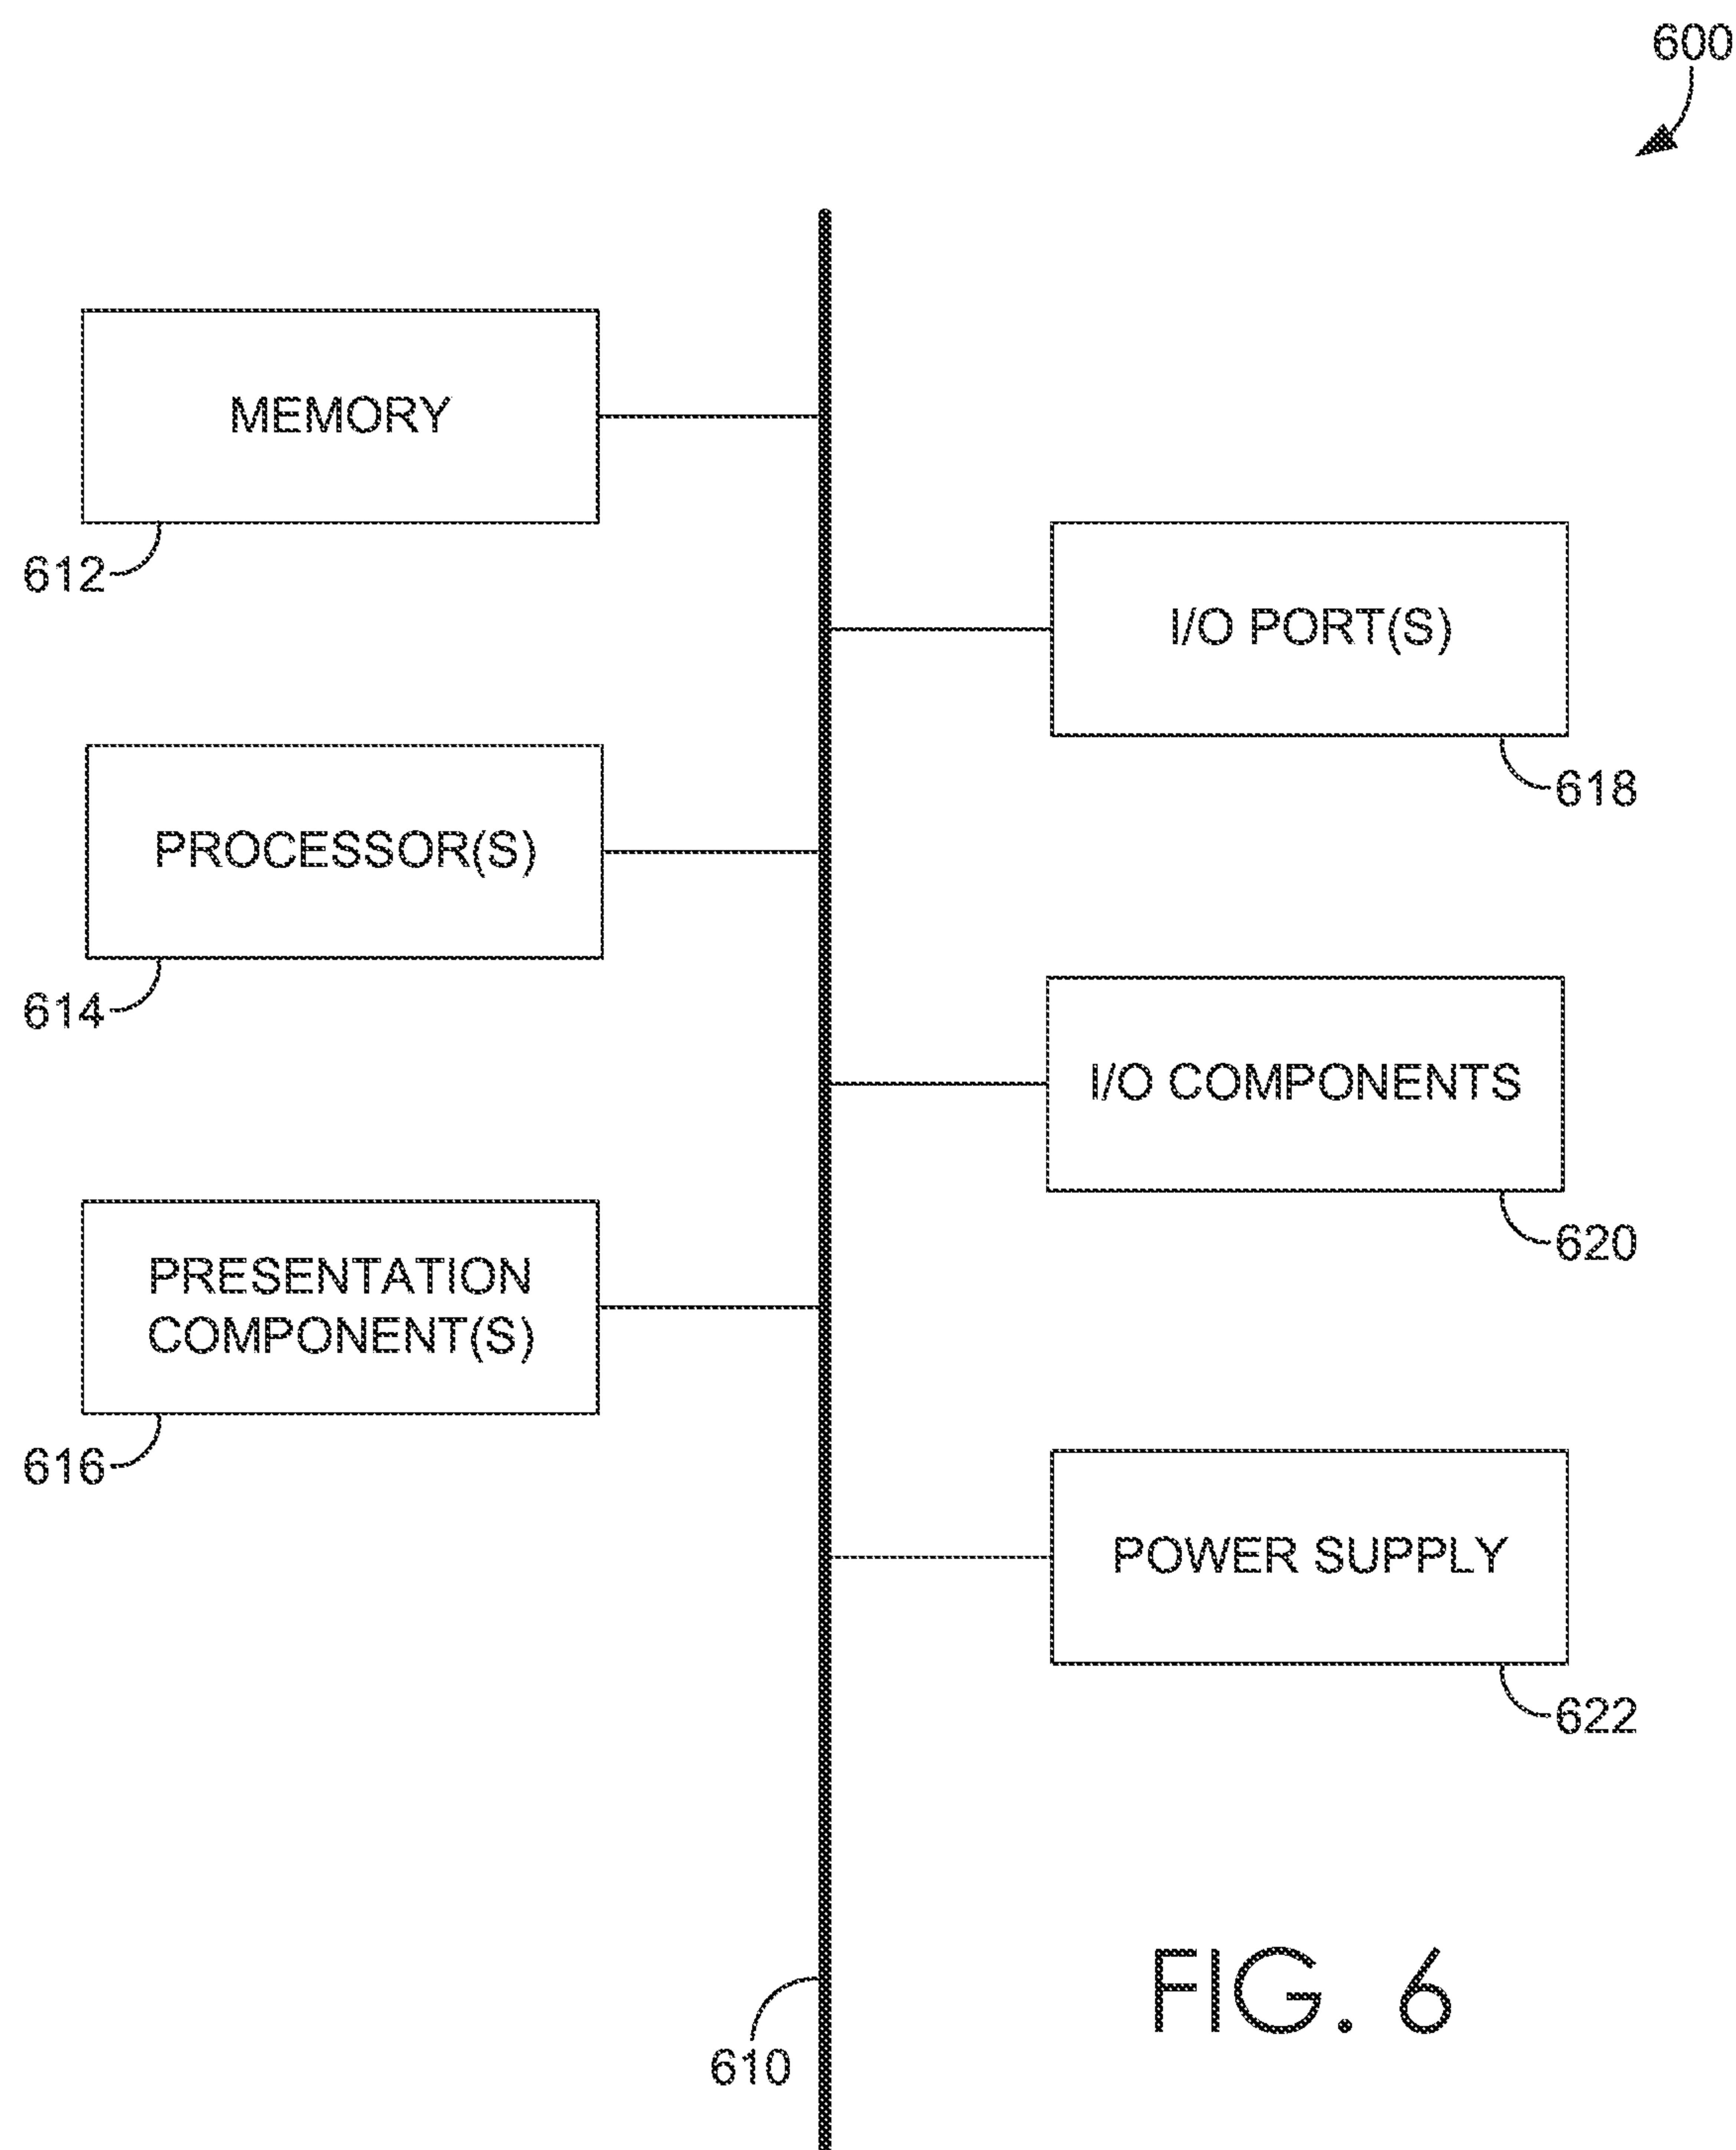 600
MEMORY
612
I/O PORT(S)
618
PROCESSOR(S)
614
I/O COMPONENTS
620
PRESENTATION
COMPONENT(S)
616
POWER SUPPLY
622
610
FIG. 6